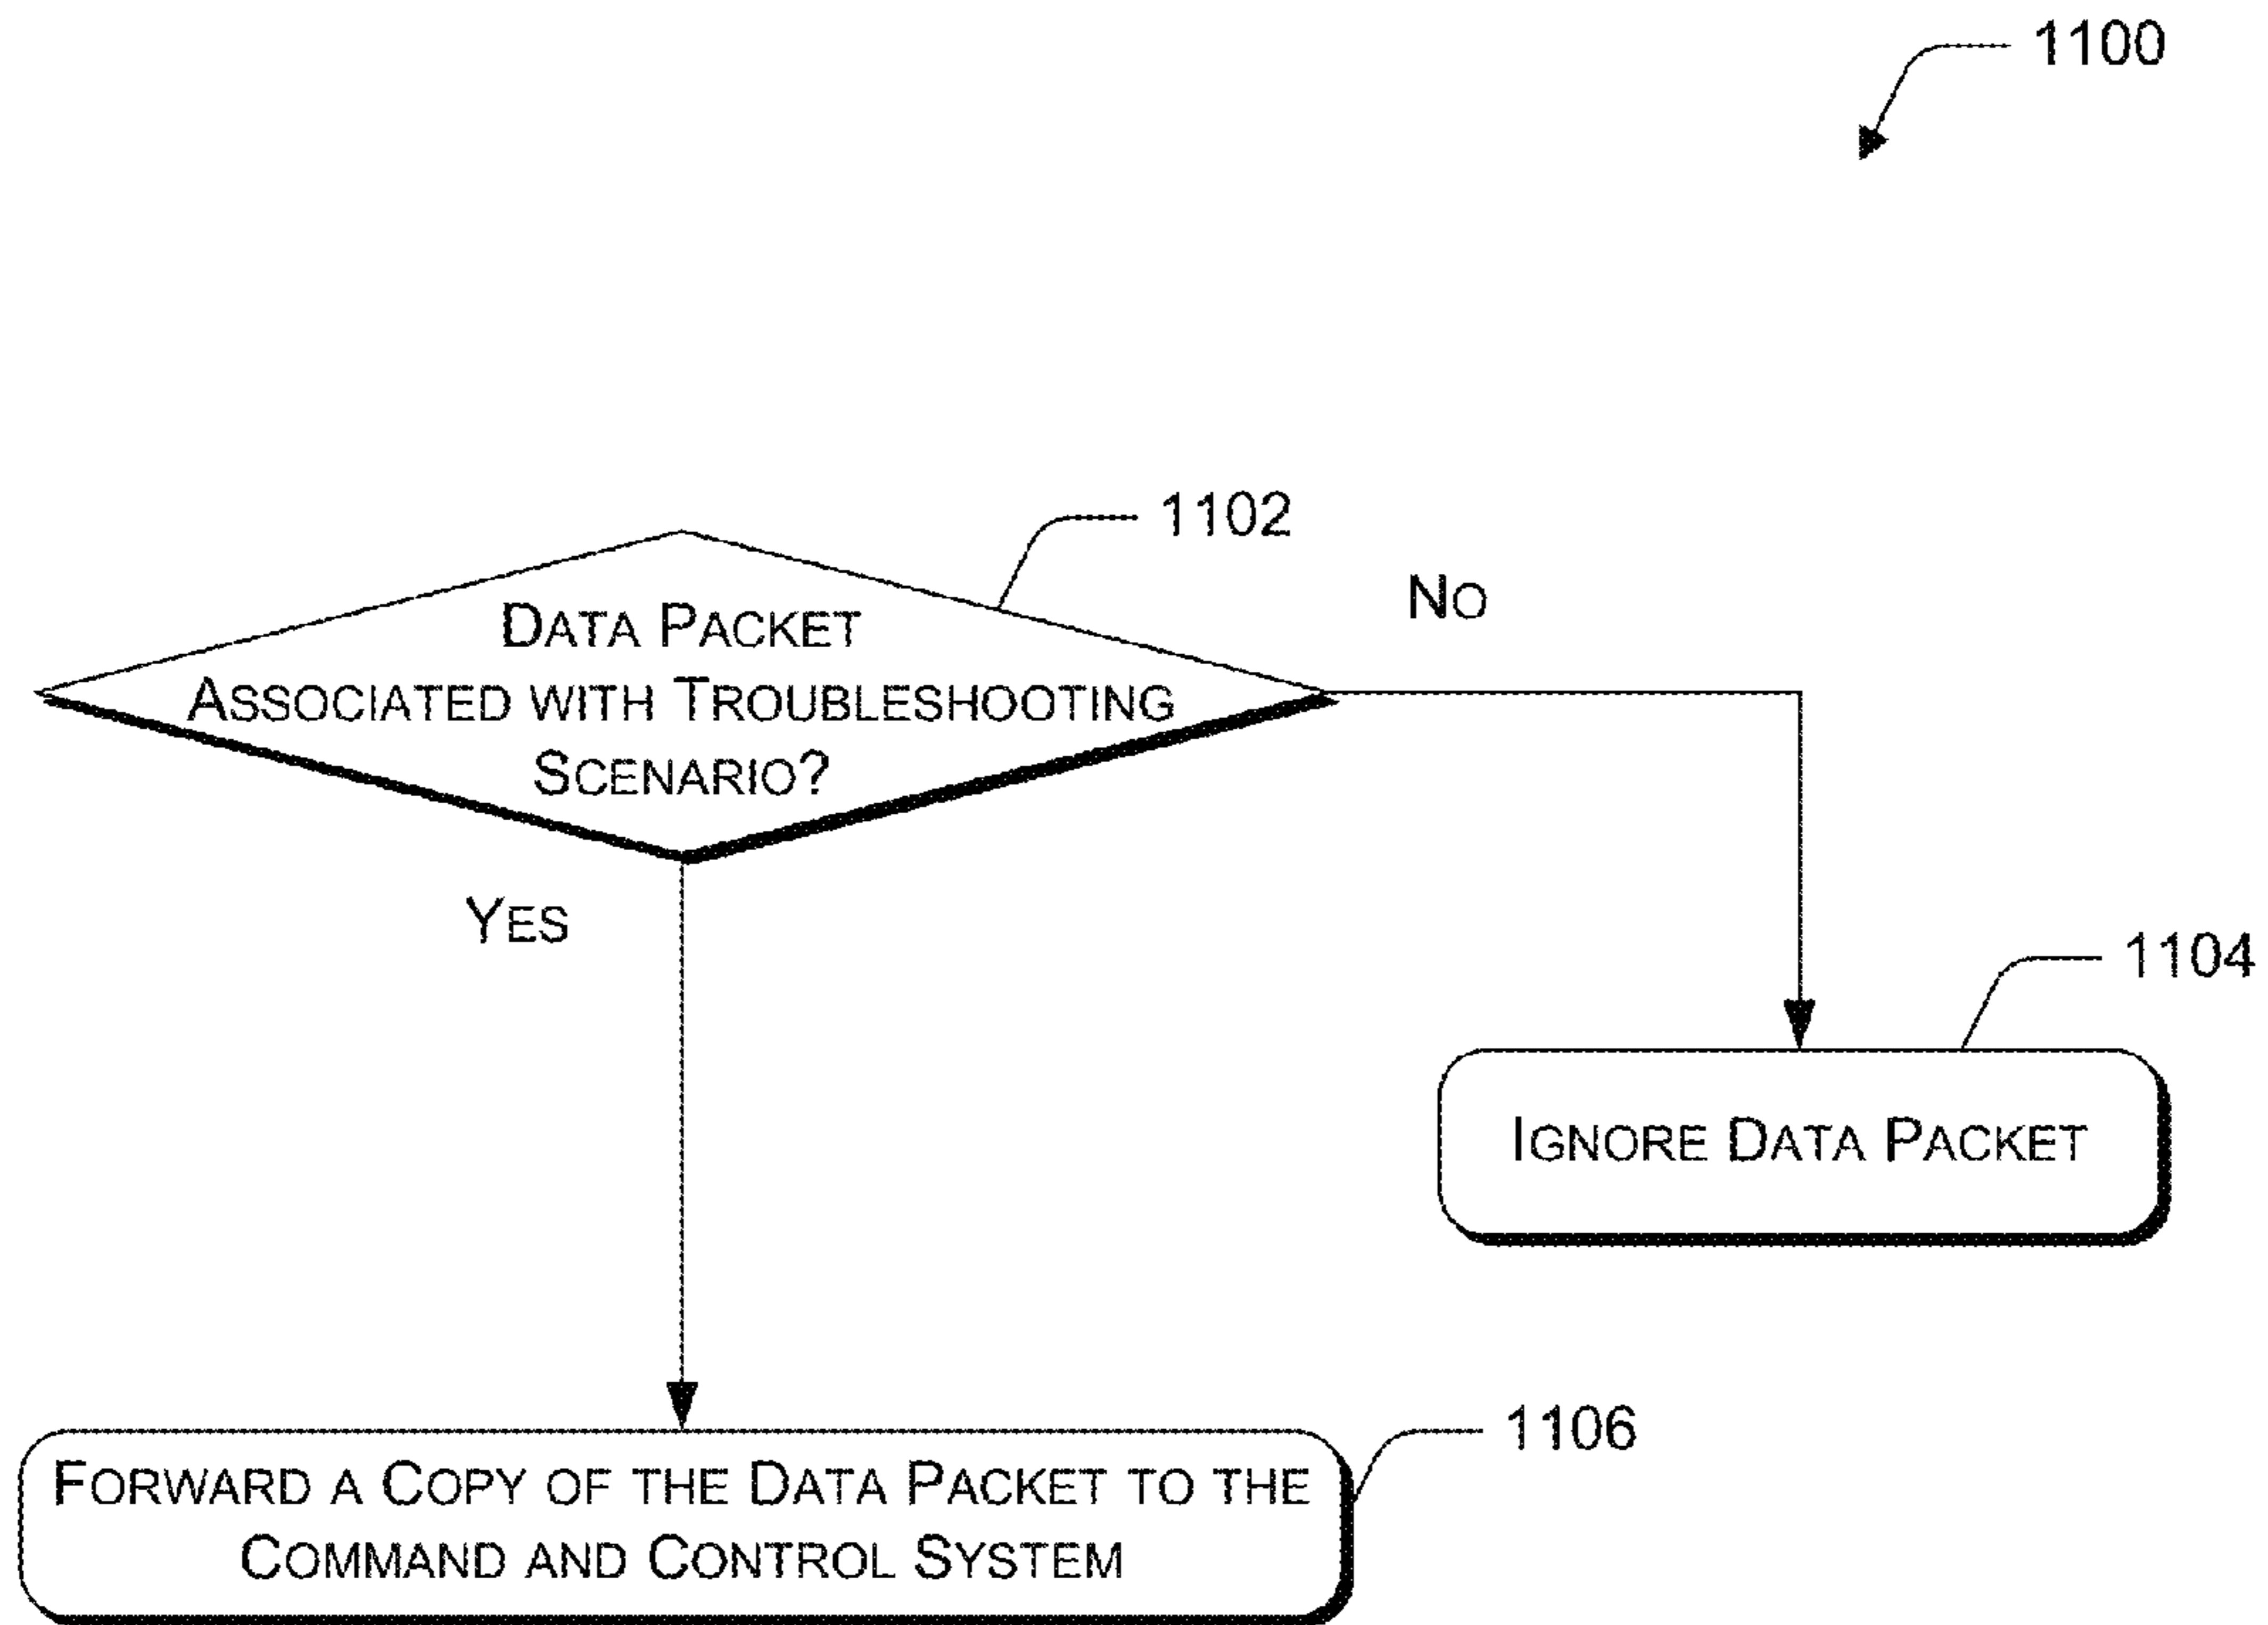 1100
1102
No
Data Packet
Associated with Troubleshooting
Scenario?
Yes
1104
Ignore Data Packet
1106
Forward a Copy of the Data Packet to the
Command and Control System